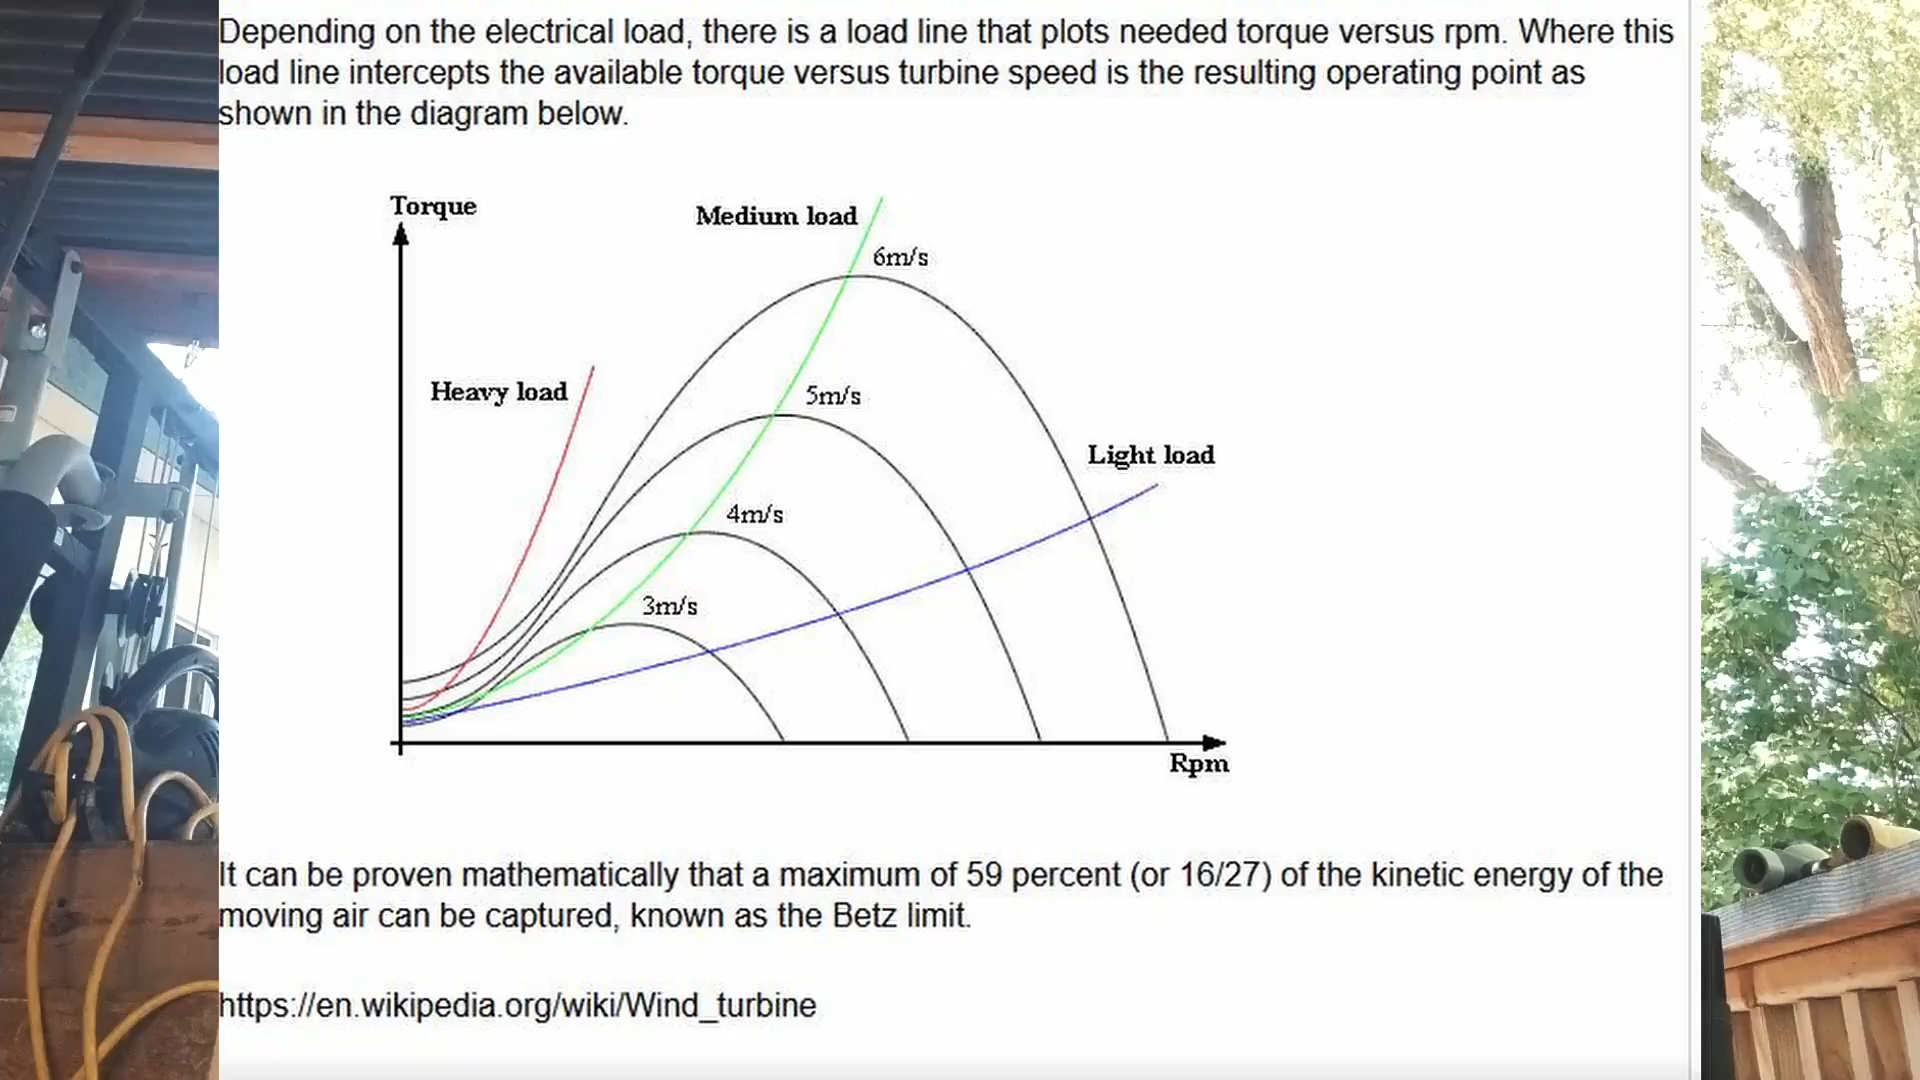 Depending on the electrical load, there is a load line that plots needed torque versus rpm. Where this
load line intercepts the available torque versus turbine speed is the resulting operating point as
shown in the diagram below.
Torque
Medium load
6m/s
Heavy load
5m/s
Light load
4m/s
3m/s
Rpm
It can be proven mathematically that a maximum of 59 percent (or 16/27) of the kinetic energy of the
moving air can be captured, known as the Betz limit.
https://en.wikipedia.org/wiki/Wind_turbine